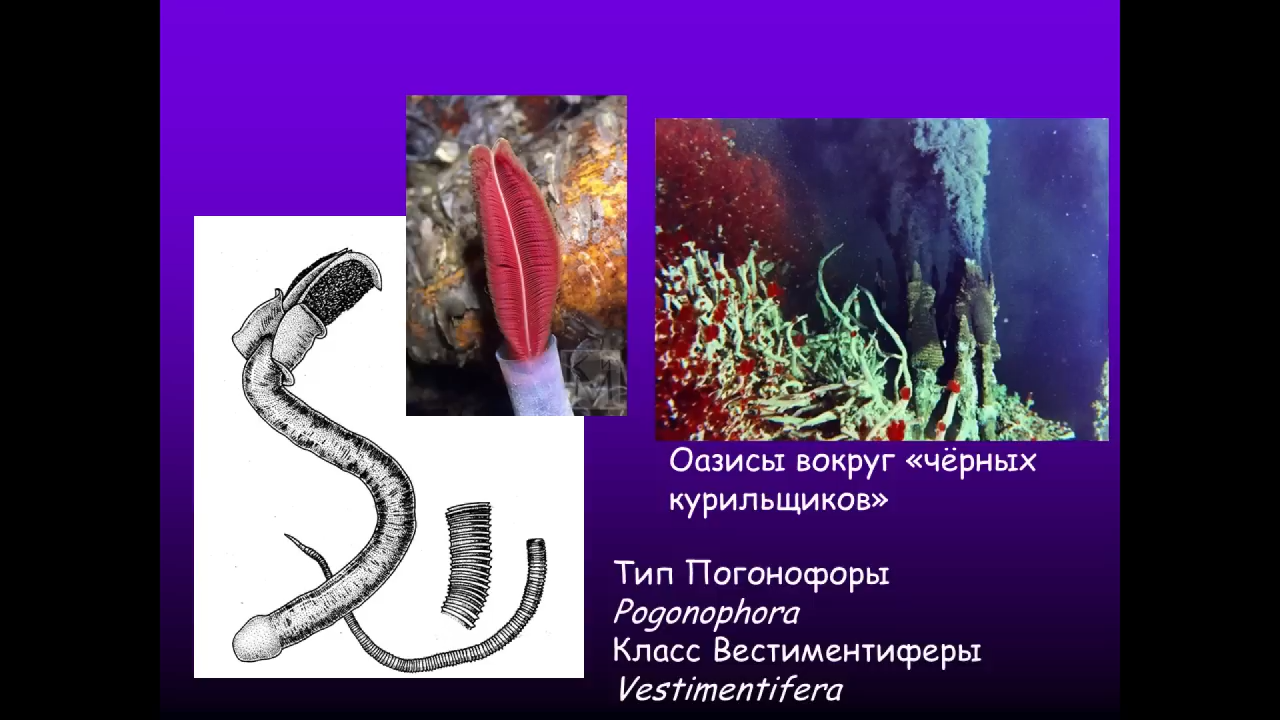 Оазисы вокруг «чёрных
курильщиков»
Тип Погонофоры
Pogonophora
Класс Вестиментиферы
Vestimentifera